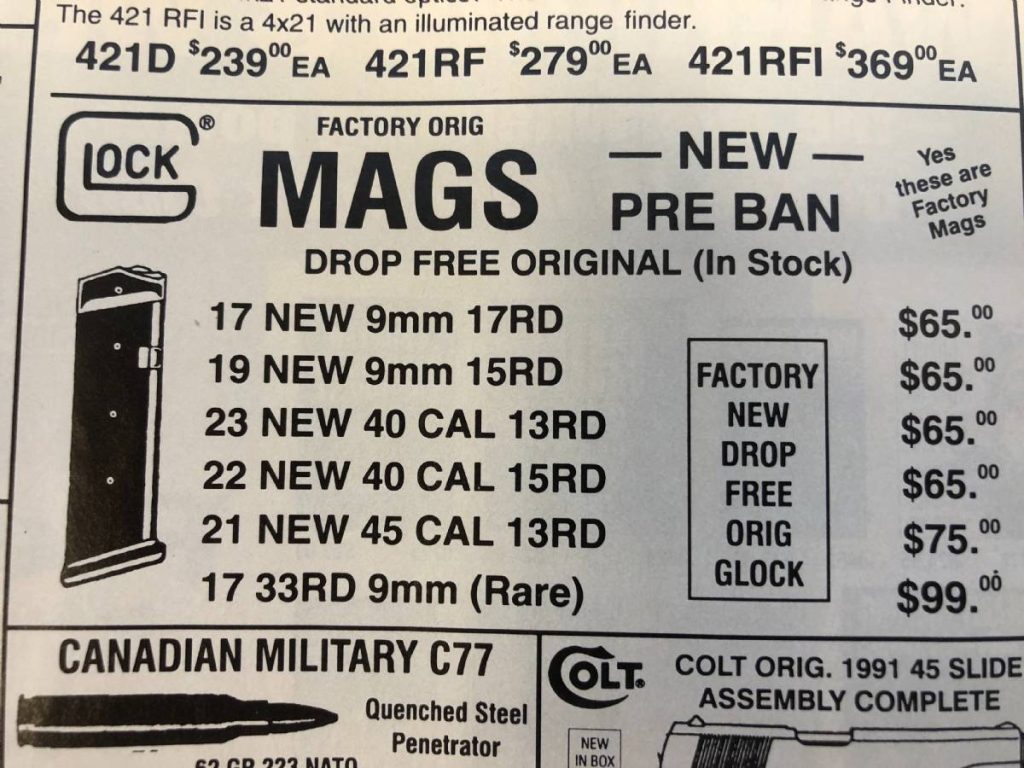 The 421 RFI is a 4x21 with an illuminated range finder.
421D $239.00 EA 421RF $279.00 EA 421RFI $369.00 EA
GLOCK®
FACTORY ORIG
MAGS
— NEW —
PRE BAN
Yes
these are
Factory
Mags
DROP FREE ORIGINAL (In Stock)
17 NEW 9mm 17RD $65.00
19 NEW 9mm 15RD $65.00
23 NEW 40 CAL 13RD $65.00
22 NEW 40 CAL 15RD $65.00
21 NEW 45 CAL 13RD $75.00
17 33RD 9mm (Rare) $99.00
FACTORY
NEW
DROP
FREE
ORIG
GLOCK
CANADIAN MILITARY C77
Quenched Steel
Penetrator
62 GR 223 NATO
COLT®
COLT ORIG. 1991 45 SLIDE
ASSEMBLY COMPLETE
NEW
IN BOX